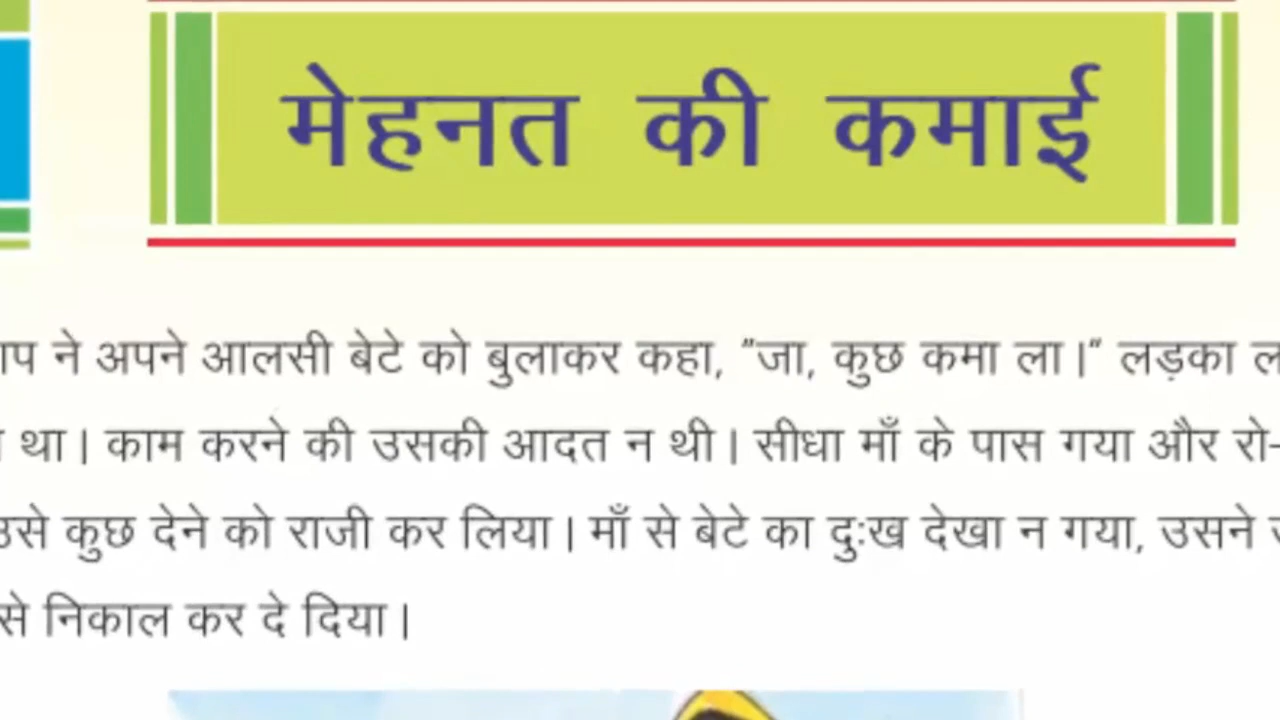 मेहनत की कमाई
ने अपने आलसी बेटे को बुलाकर कहा, "जा, कुछ कमा ला।" लड़का
था। काम करने की उसकी आदत न थी। सीधा माँ के पास गया और रो-
उसे कुछ देने को राजी कर लिया। माँ से बेटे का दुःख देखा न गया, उसने
से निकाल कर दे दिया।